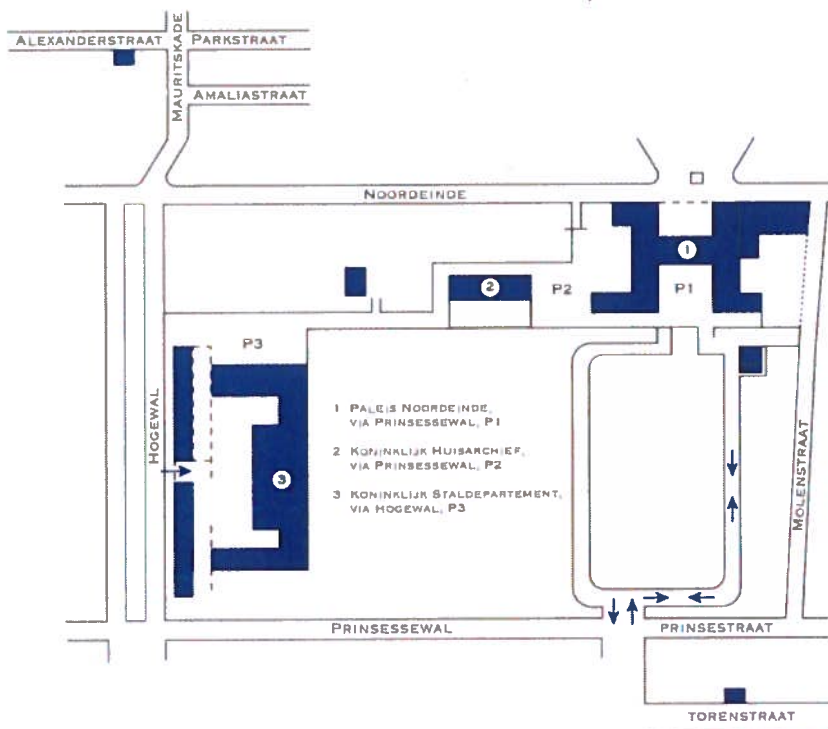 MAURITSKADE
ALEXANDERSTRAAT
PARKSTRAAT
AMALIASTRAAT
NOORDEINDE
1
2
P2
P1
P3
HOGEWAL
3
1 PALEIS NOORDEINDE,
VIA PRINSESSEWAL, P1
2 KONINKLIJK HUISARCHIEF,
VIA PRINSESSEWAL, P2
3 KONINKLIJK STALDEPARTEMENT,
VIA HOGEWAL, P3
MOLENSTRAAT
PRINSESSEWAL
PRINSESTRAAT
TORENSTRAAT